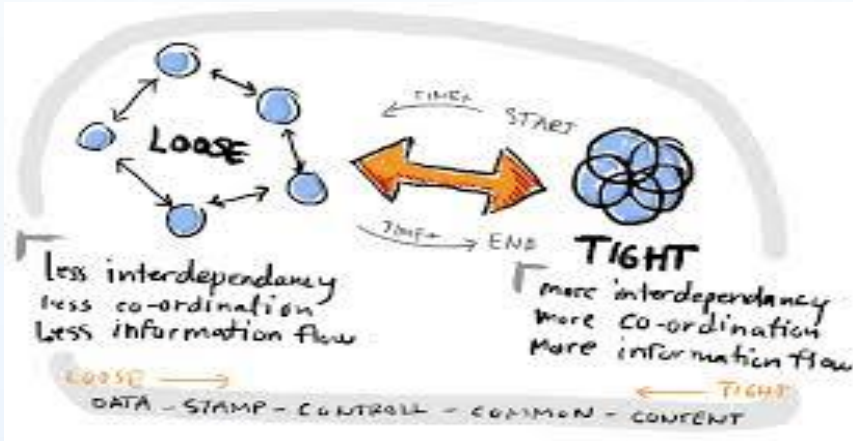 LOOSE
TIME+
START
TIME+
END
TIGHT
less interdependancy
less co-ordination
Less information flow
more interdependancy
more co-ordination
More information flow
LOOSE
TIGHT
DATA - STAMP - CONTROLL - COMMON - CONTENT